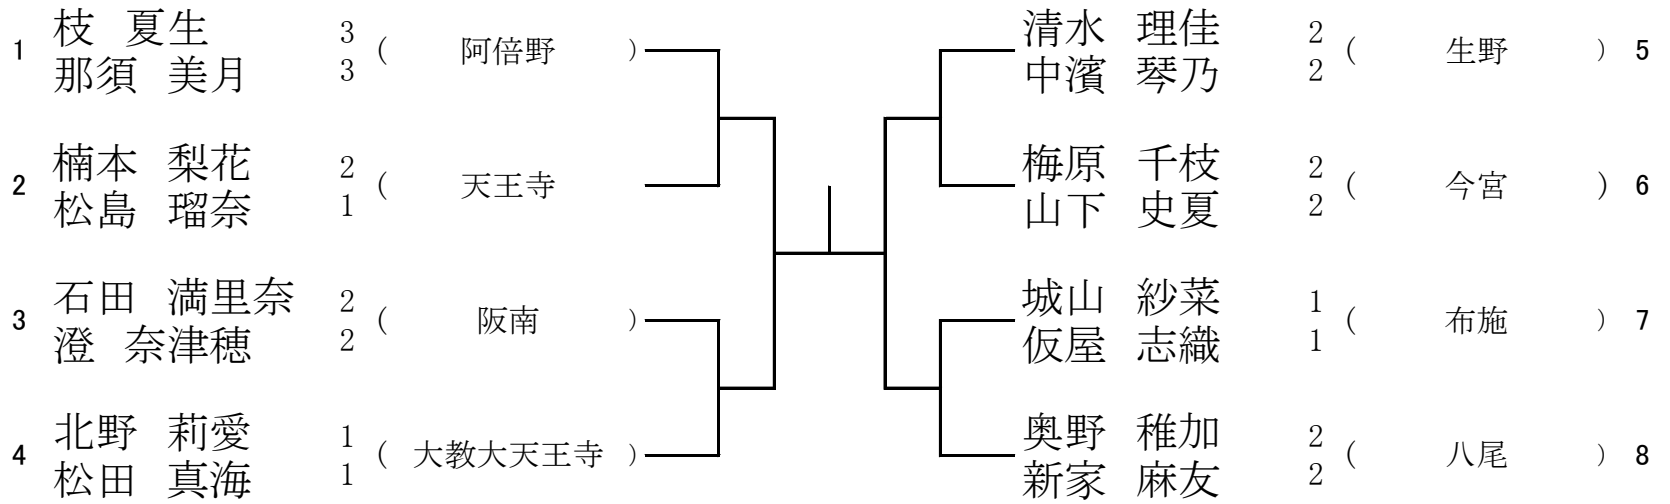 1 枝 夏生 3 ( 阿倍野 )
那須 美月 3
2 楠本 梨花 2 ( 天王寺
松島 瑠奈 1
3 石田 満里奈 2 ( 阪南 )
澄 奈津穂 2
4 北野 莉愛 1 ( 大教大天王寺 )
松田 真海 1
清水 理佳 2 ( 生野 ) 5
中濱 琴乃 2
梅原 千枝 2 ( 今宮 ) 6
山下 史夏 2
城山 紗菜 1 ( 布施 ) 7
仮屋 志織 1
奥野 稚加 2 ( 八尾 ) 8
新家 麻友 2